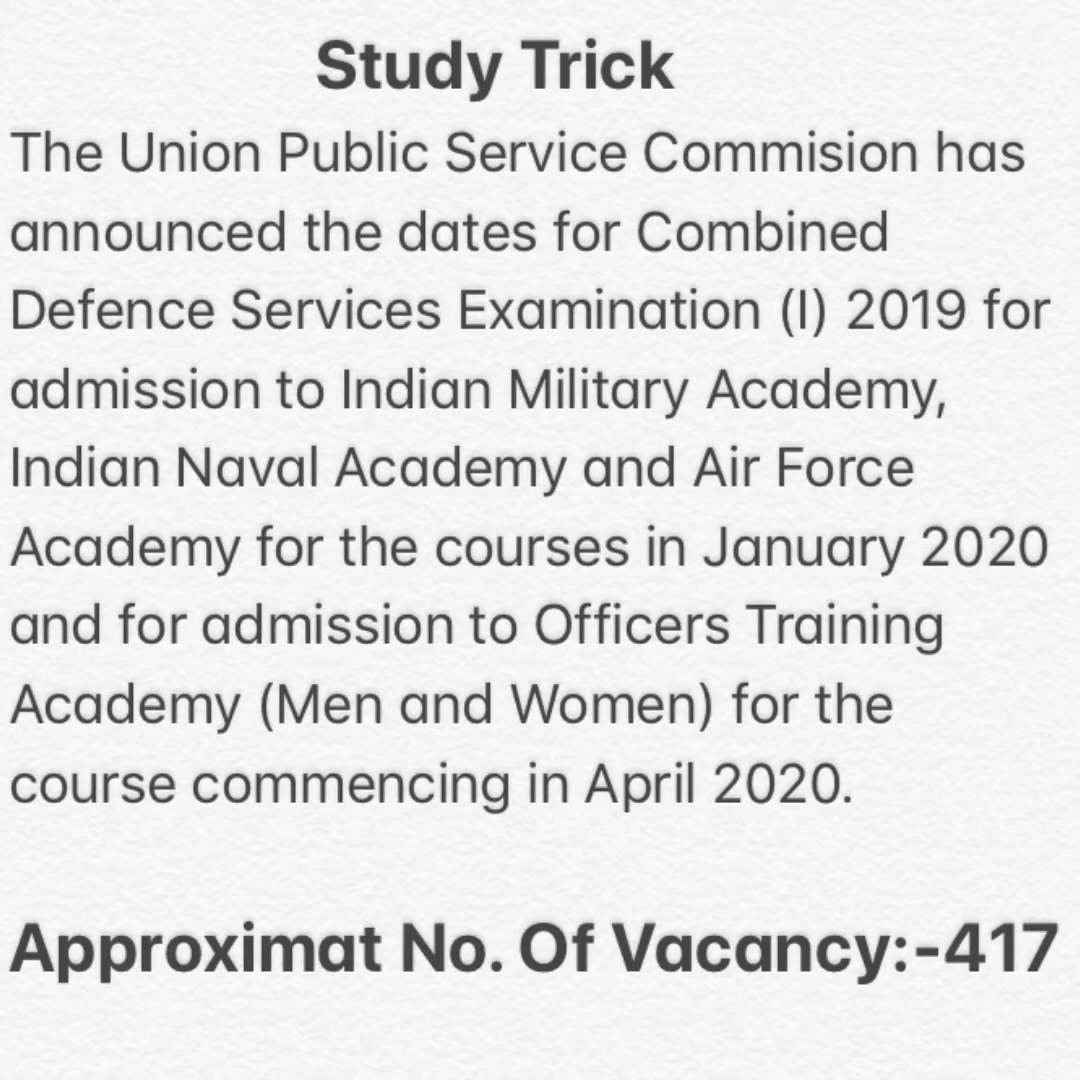 Study Trick
The Union Public Service Commision has
announced the dates for Combined
Defence Services Examination (I) 2019 for
admission to Indian Military Academy,
Indian Naval Academy and Air Force
Academy for the courses in January 2020
and for admission to Officers Training
Academy (Men and Women) for the
course commencing in April 2020.
Approximat No. Of Vacancy:-417